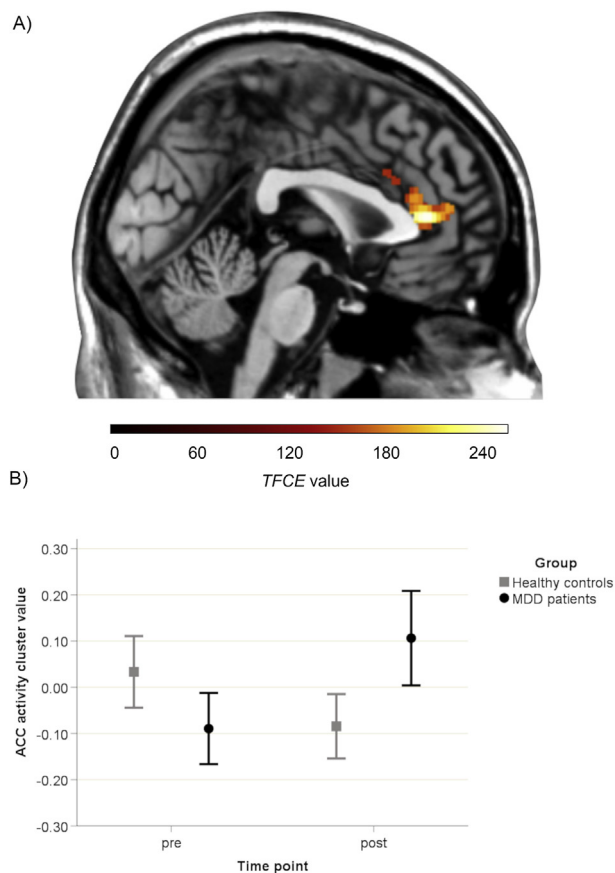 A)
0 60 120 180 240
TFCE value
B)
0.30
0.20
0.10
0.00
-0.10
-0.20
-0.30
ACC activity cluster value
pre post
Time point
Group
Healthy controls
MDD patients